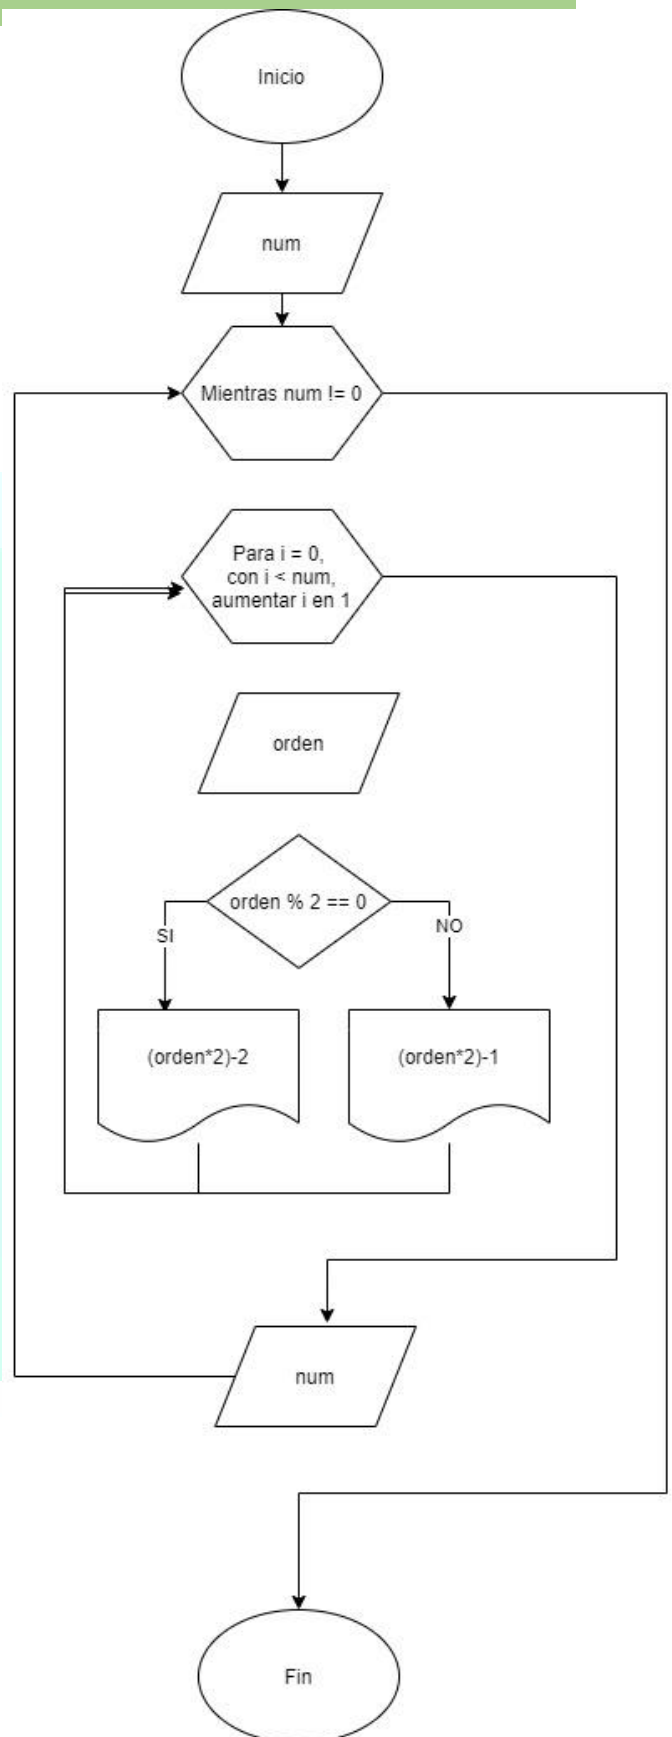 Inicio
num
Mientras num != 0
Para i = 0,
con i < num,
aumentar i en 1
orden
orden % 2 == 0
SI
NO
(orden*2)-2
(orden*2)-1
num
Fin